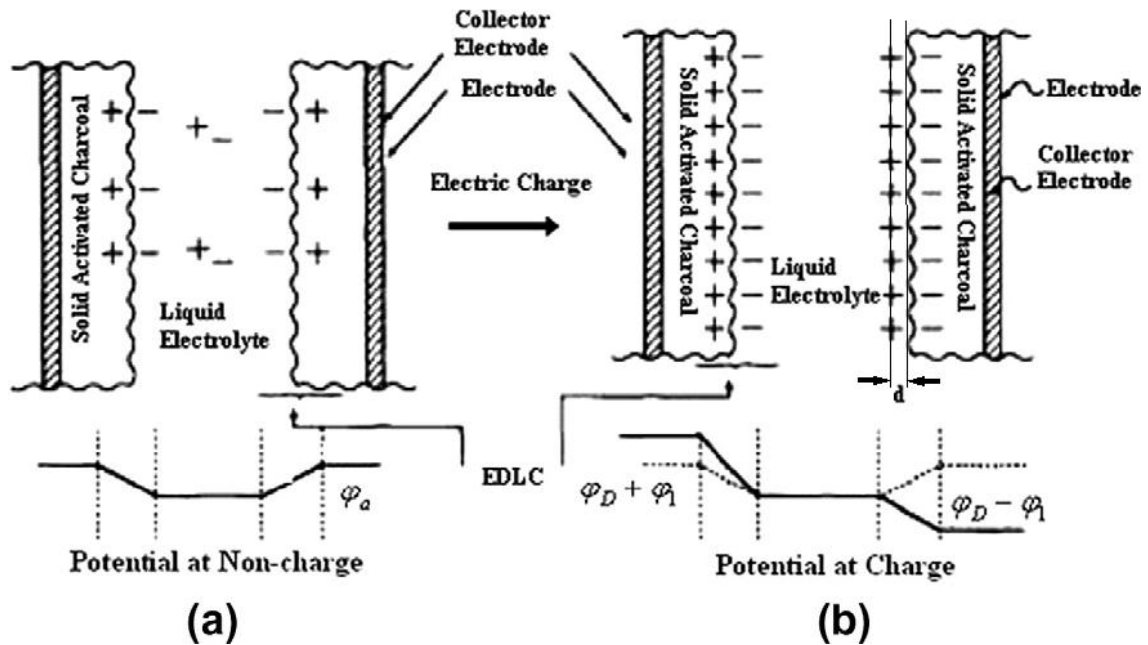 Collector
Electrode
Electrode
Solid Activated Charcoal
+ − + − − +
+ −
+ −
Liquid
Electrolyte
Electric Charge
Solid Activated Charcoal
+ −
Liquid
Electrolyte
+ −
Solid Activated Charcoal
Electrode
Collector
Electrode
d
EDLC
φa
φD + φ1
φD − φ1
Potential at Non-charge
Potential at Charge
(a)
(b)